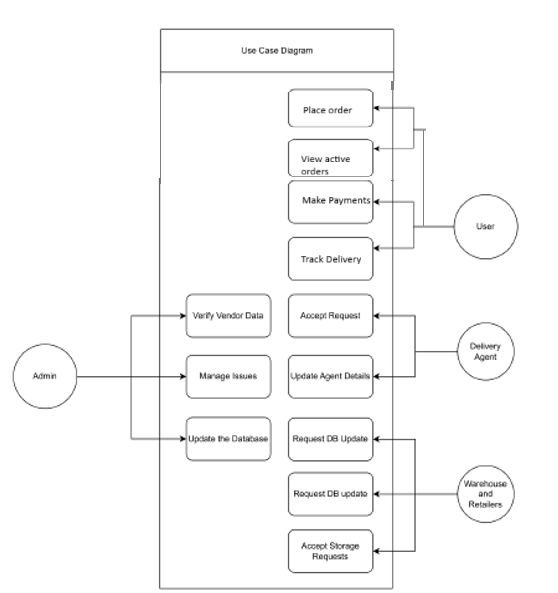 Use Case Diagram
Place order
View active
orders
Make Payments
User
Track Delivery
Verify Vendor Data
Accept Request
Delivery
Agent
Admin
Manage Issues
Update Agent Details
Update the Database
Request DB Update
Request DB update
Warehouse
and
Retailers
Accept Storage
Requests